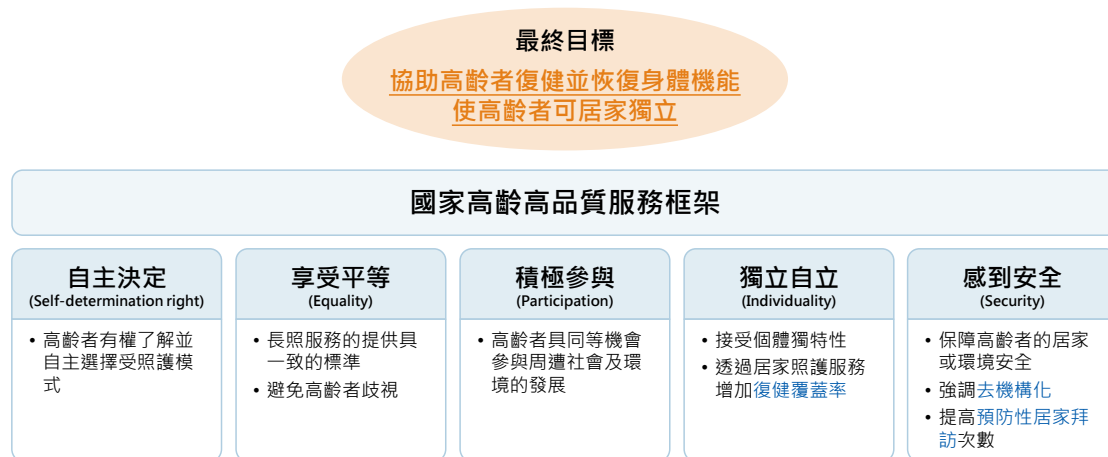 最終目標
協助高齡者復健並恢復身體機能
使高齡者可居家獨立
國家高齡高品質服務框架
自主決定
(Self-determination right)
• 高齡者有權了解並
自主選擇受照護模
式
享受平等
(Equality)
• 長照服務的提供具
一致的標準
• 避免高齡者歧視
積極參與
(Participation)
• 高齡者具同等機會
參與周遭社會及環
境的發展
獨立自立
(Individuality)
• 接受個體獨特性
• 透過居家照護服務
增加復健覆蓋率
感到安全
(Security)
• 保障高齡者的居家
或環境安全
• 強調去機構化
• 提高預防性居家拜
訪次數